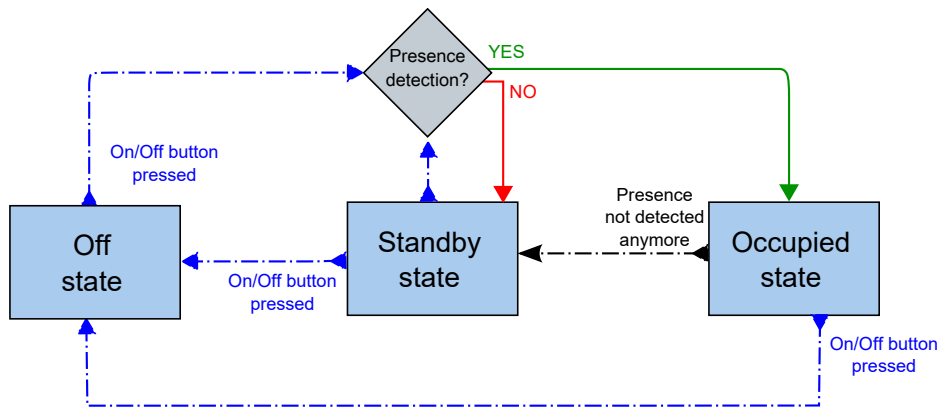 Presence
detection?
YES
NO
On/Off button
pressed
Off
state
On/Off button
pressed
Standby
state
Presence
not detected
anymore
Occupied
state
On/Off button
pressed